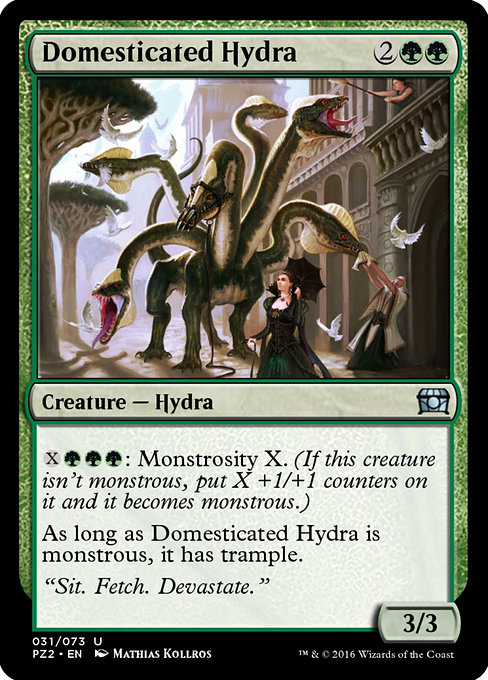 Domesticated Hydra 2
Creature — Hydra
X: Monstrosity X. (If this creature
isn't monstrous, put X +1/+1 counters on
it and it becomes monstrous.)
As long as Domesticated Hydra is
monstrous, it has trample.
“Sit. Fetch. Devastate.”
3/3
031/073 U
PZ2 • EN Mathias Kollros
™ & © 2016 Wizards of the Coast